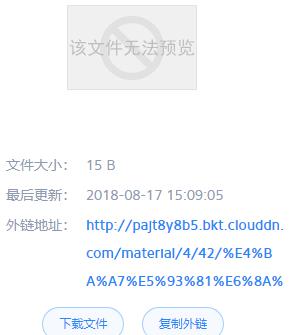 该文件无法预览
文件大小： 15 B
最后更新： 2018-08-17 15:09:05
外链地址： http://pajt8y8b5.bkt.clouddn.
com/material/4/42/%E4%B
A%A7%E5%93%81%E6%8A%
下载文件 复制外链